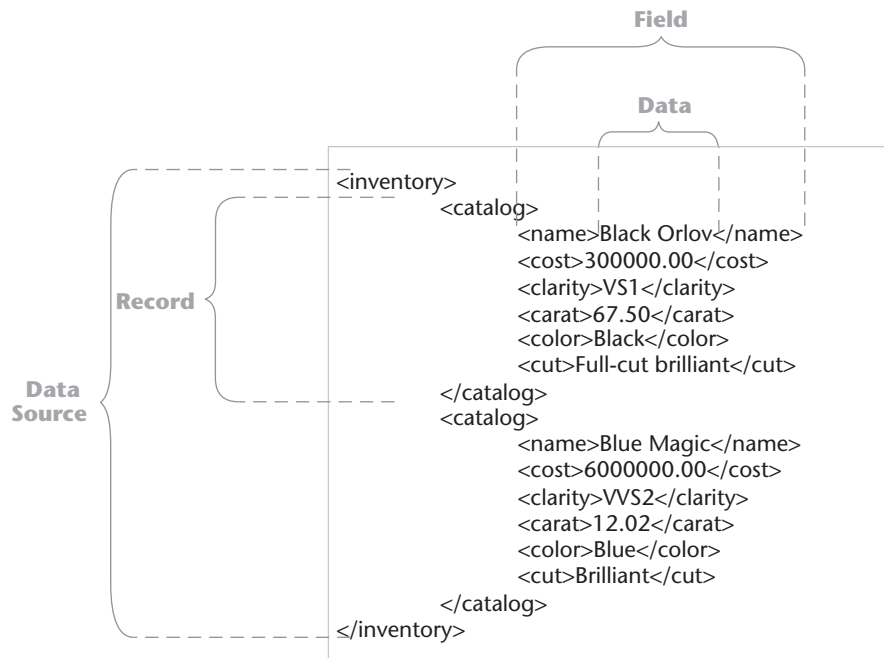 Field
Data
<inventory>
<catalog>
<name>Black Orlov</name>
<cost>300000.00</cost>
<clarity>VS1</clarity>
Record
<carat>67.50</carat>
<color>Black</color>
<cut>Full-cut brilliant</cut>
Data
Source
</catalog>
<catalog>
<name>Blue Magic</name>
<cost>6000000.00</cost>
<clarity>VVS2</clarity>
<carat>12.02</carat>
<color>Blue</color>
<cut>Brilliant</cut>
</catalog>
</inventory>